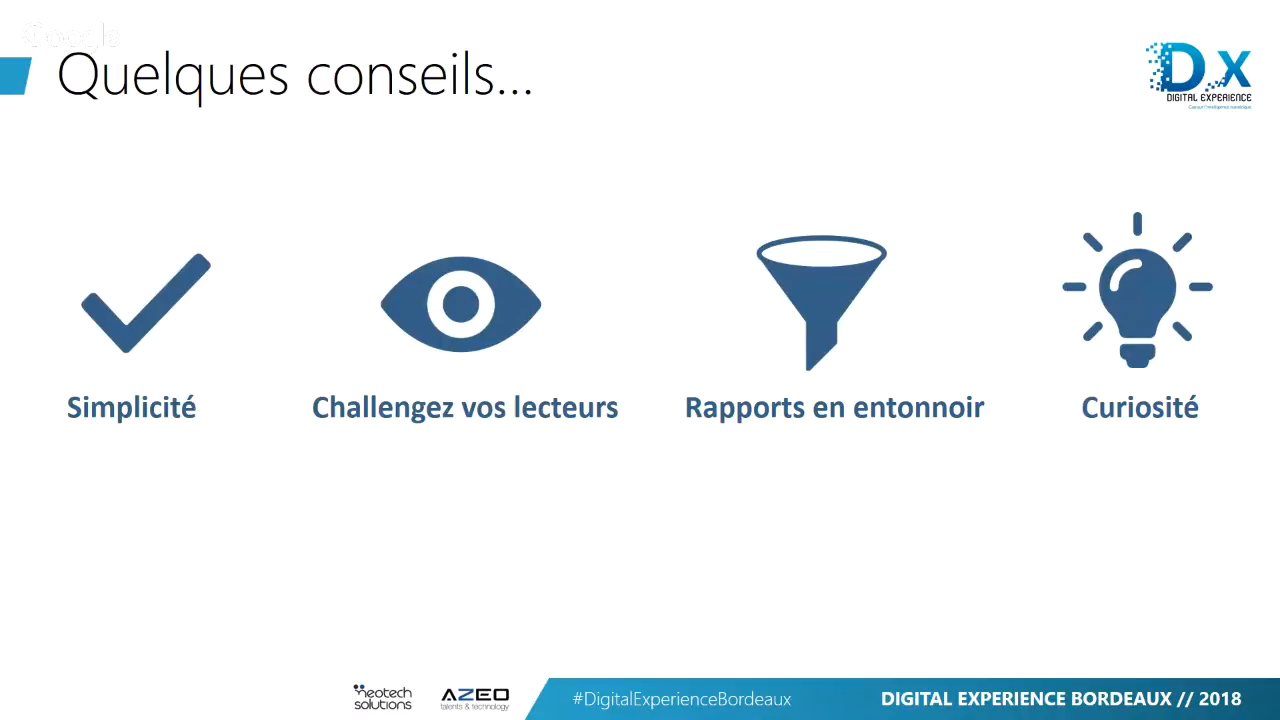 Quelques conseils...
D x
DIGITAL EXPERIENCE
Simplicité
Challengez vos lecteurs
Rapports en entonnoir
Curiosité
neotech
solutions
AZEO
talents & technology
#DigitalExperienceBordeaux
DIGITAL EXPERIENCE BORDEAUX // 2018